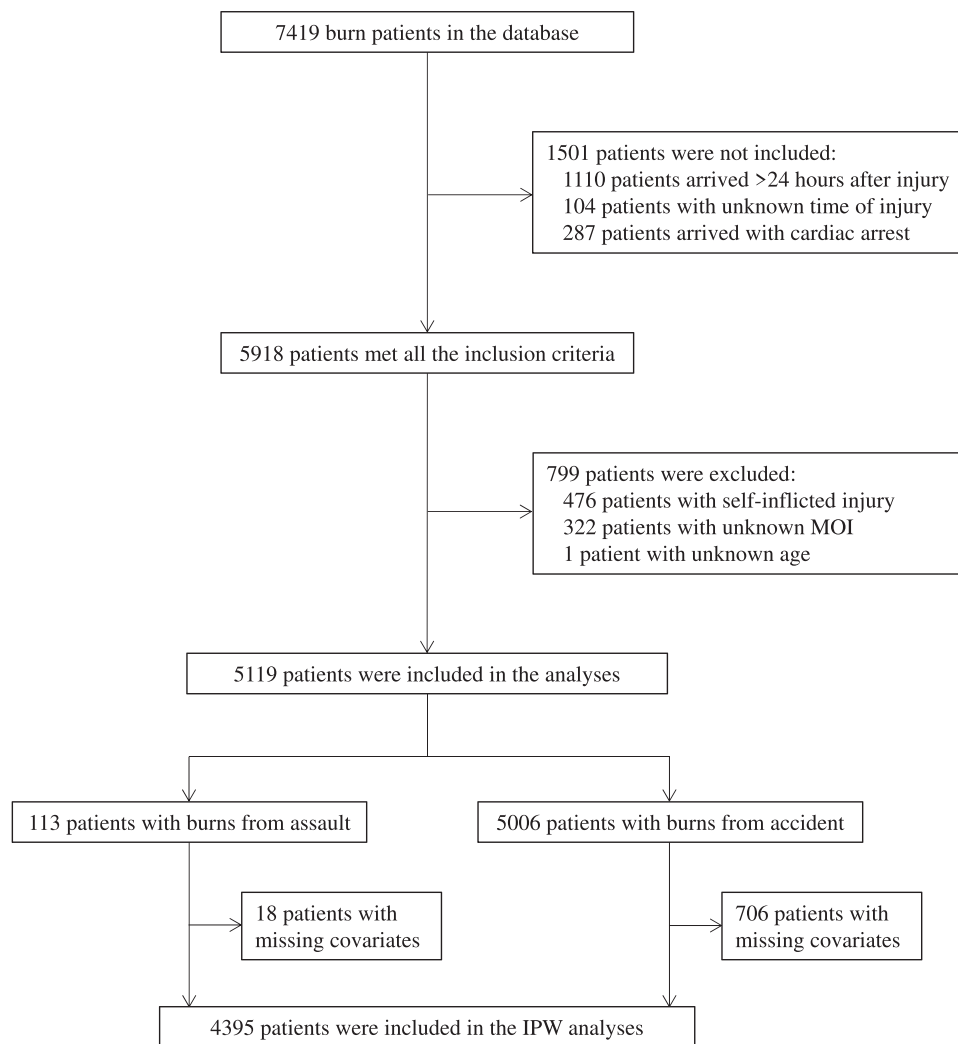 7419 burn patients in the database
1501 patients were not included:
1110 patients arrived >24 hours after injury
104 patients with unknown time of injury
287 patients arrived with cardiac arrest
5918 patients met all the inclusion criteria
799 patients were excluded:
476 patients with self-inflicted injury
322 patients with unknown MOI
1 patient with unknown age
5119 patients were included in the analyses
113 patients with burns from assault
5006 patients with burns from accident
18 patients with
missing covariates
706 patients with
missing covariates
4395 patients were included in the IPW analyses